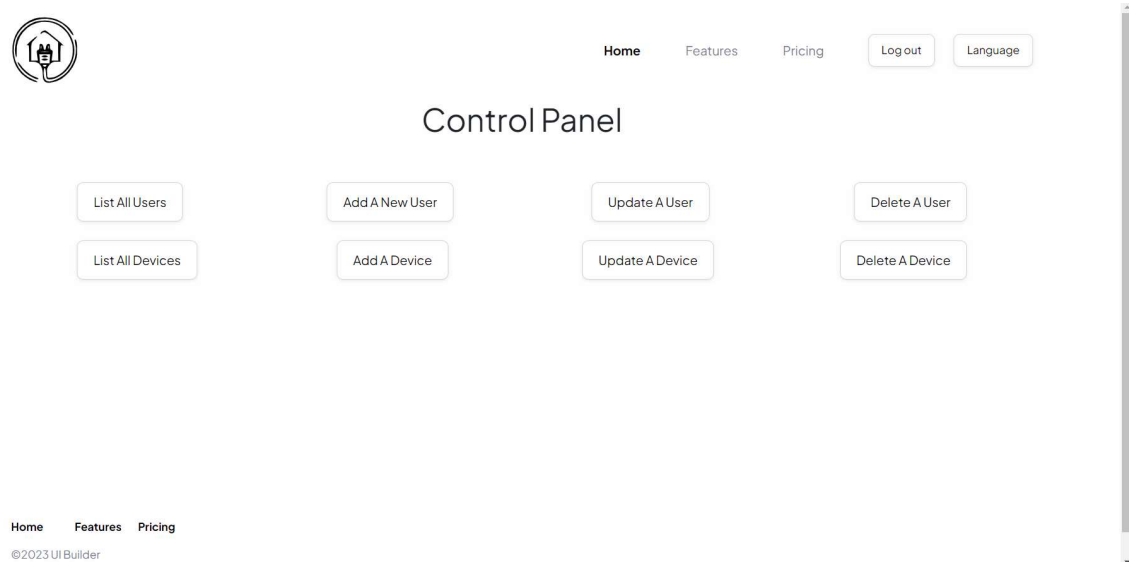 Home Features Pricing Log out Language
Control Panel
List All Users Add A New User Update A User Delete A User
List All Devices Add A Device Update A Device Delete A Device
Home Features Pricing
©2023 UI Builder